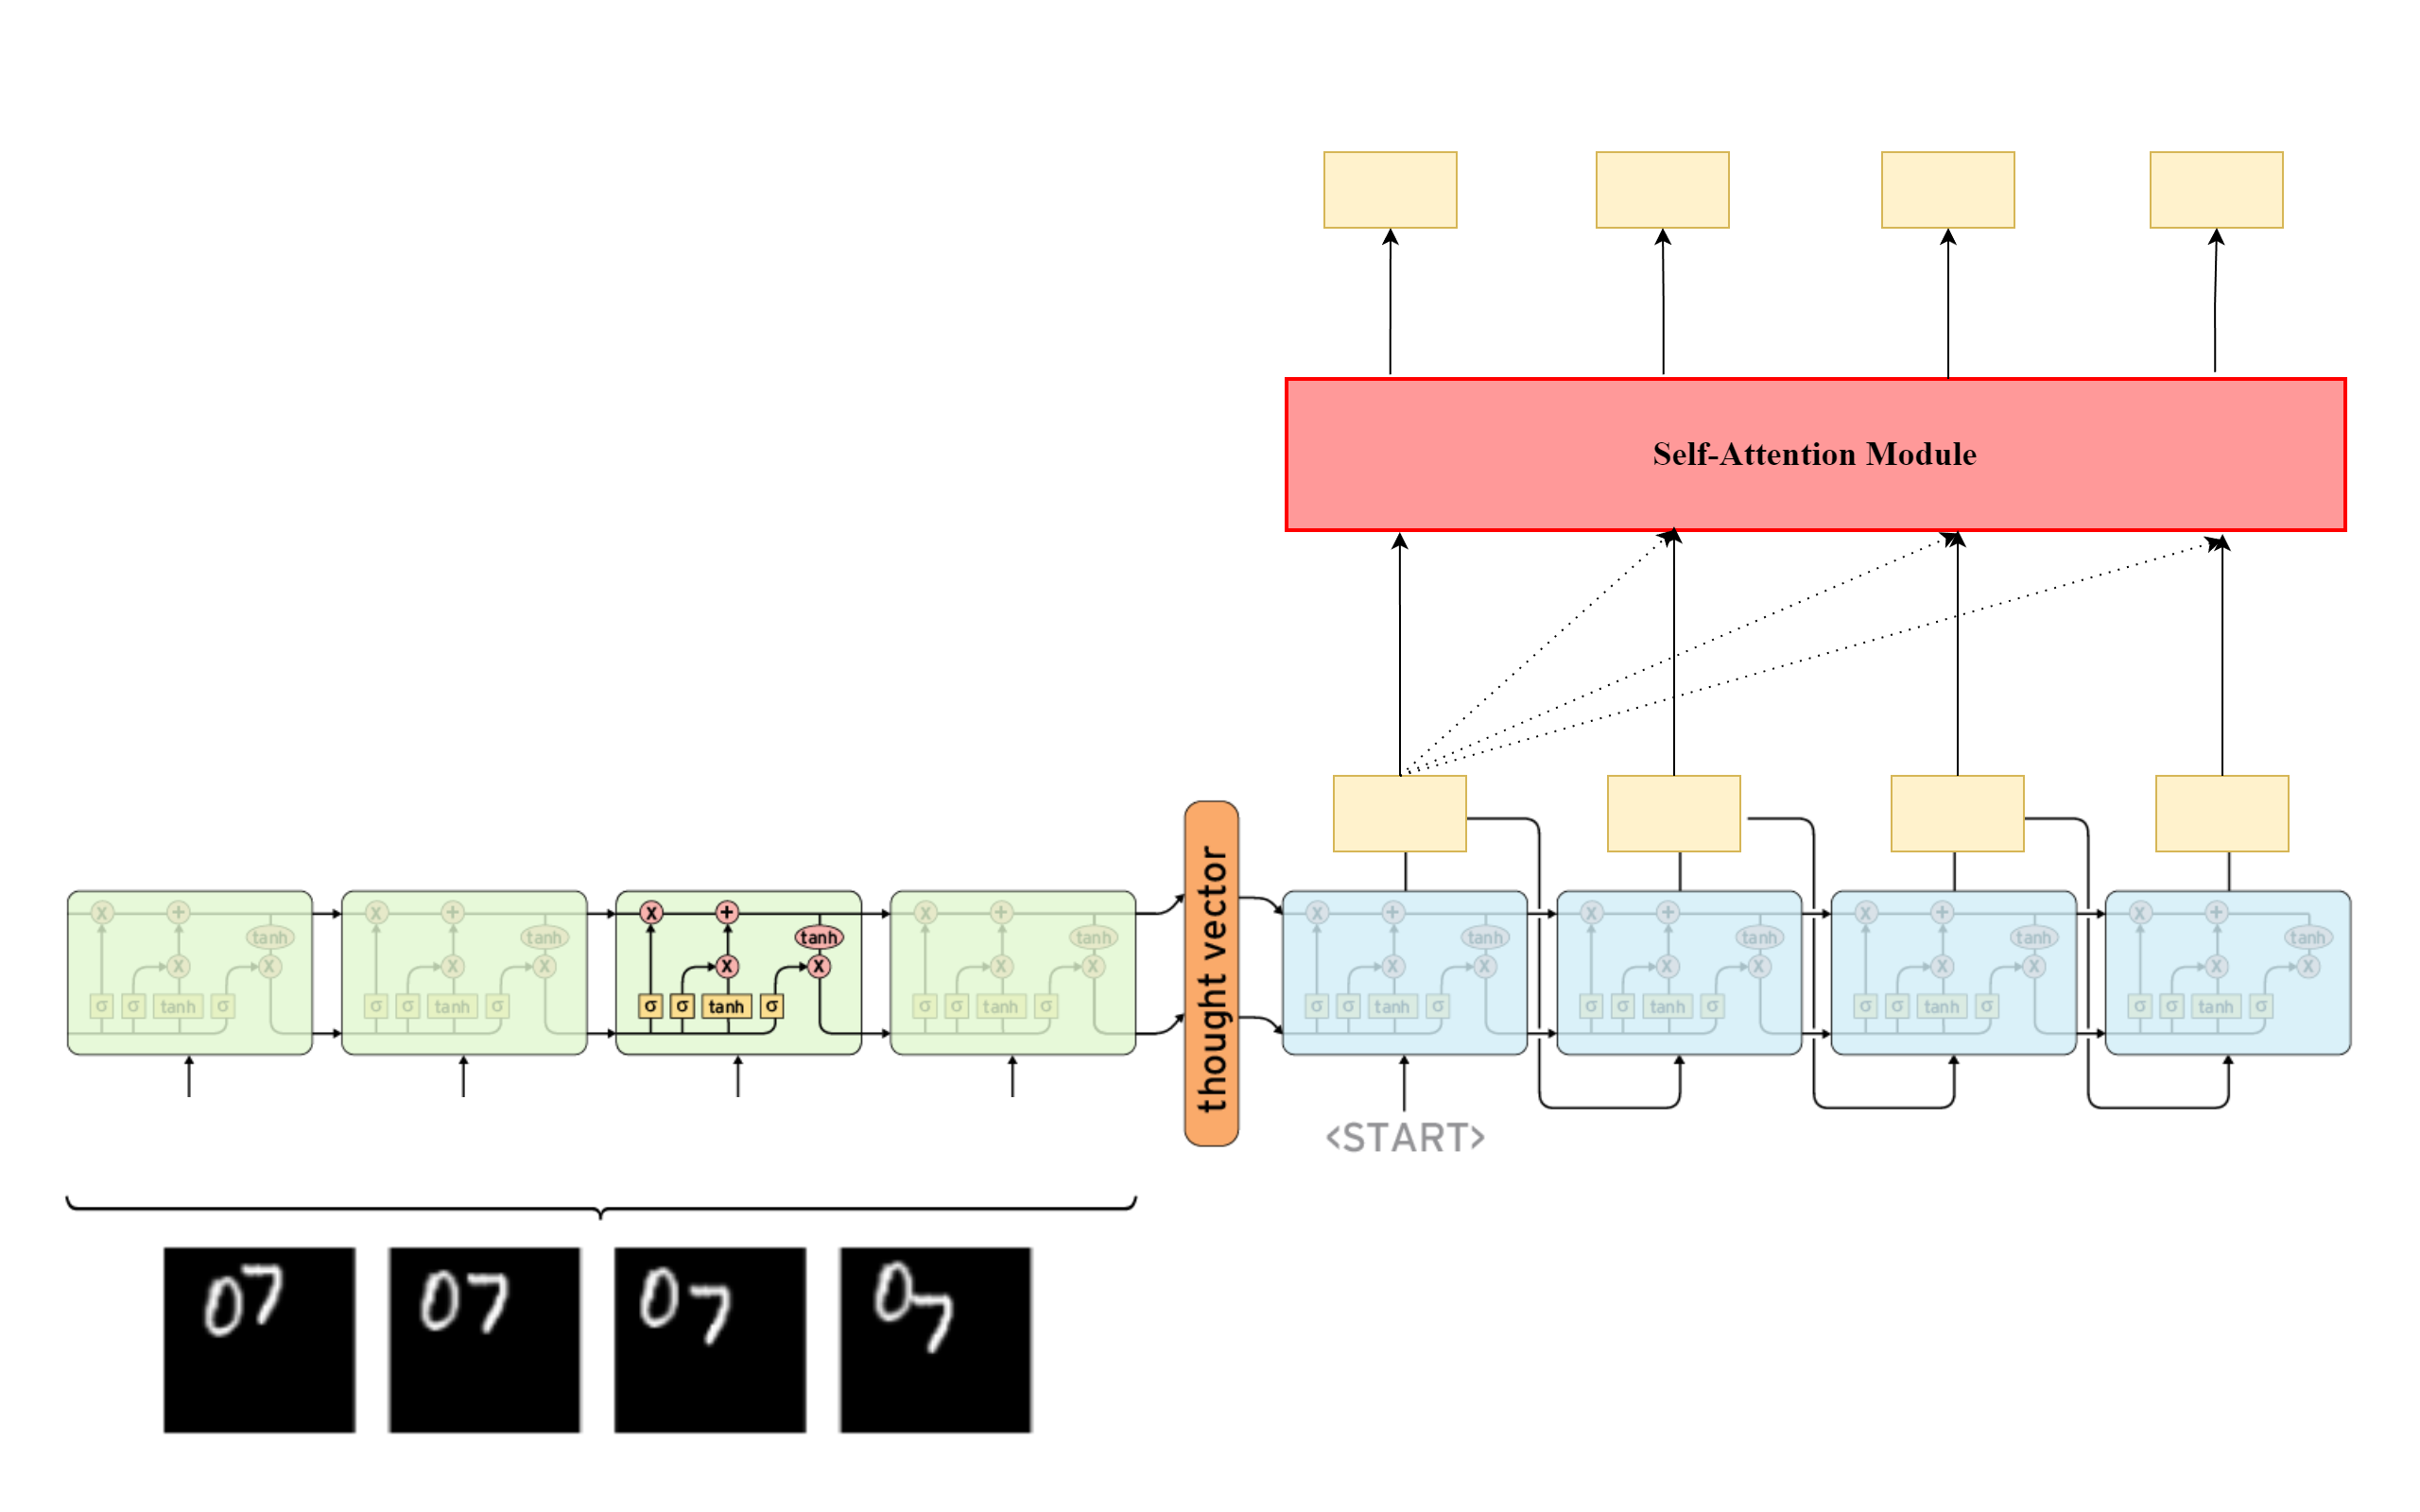 Self-Attention Module
thought vector
x + tanh x σ σ tanh σ
x + tanh x x σ σ tanh σ
x + tanh x x σ σ tanh σ
x + tanh x x σ σ tanh σ
x + tanh x x σ σ tanh σ
x + tanh x x σ σ tanh σ
x + tanh x x σ σ tanh σ
x + tanh x x σ σ tanh σ
<START>
07
07
07
07